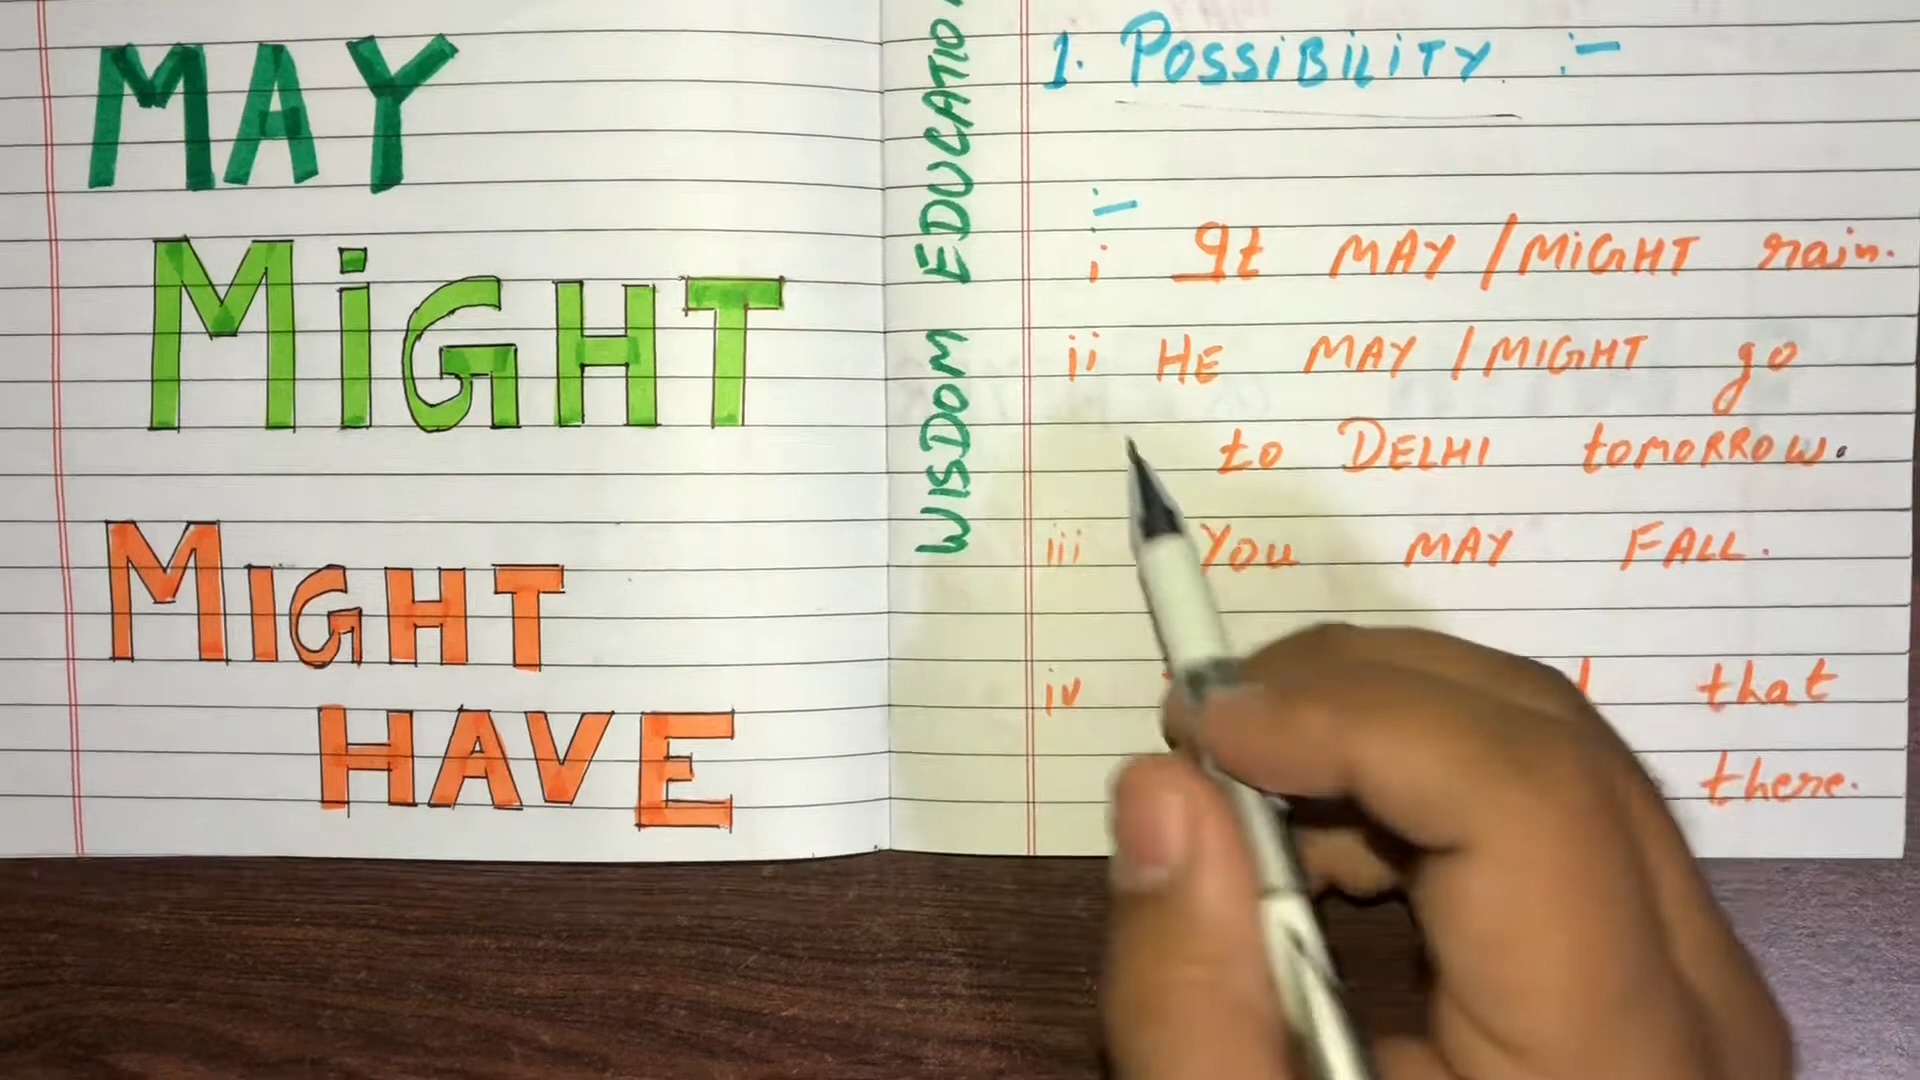 MAY
MiGHT
MIGHT
HAVE
WISDOM EDUCATION
1. POSSIBILITY :-
i It MAY/MiGHT rain.
ii HE MAY/MIGHT go
to DELHI tomorrow.
iii You MAY FALL.
iv that
there.